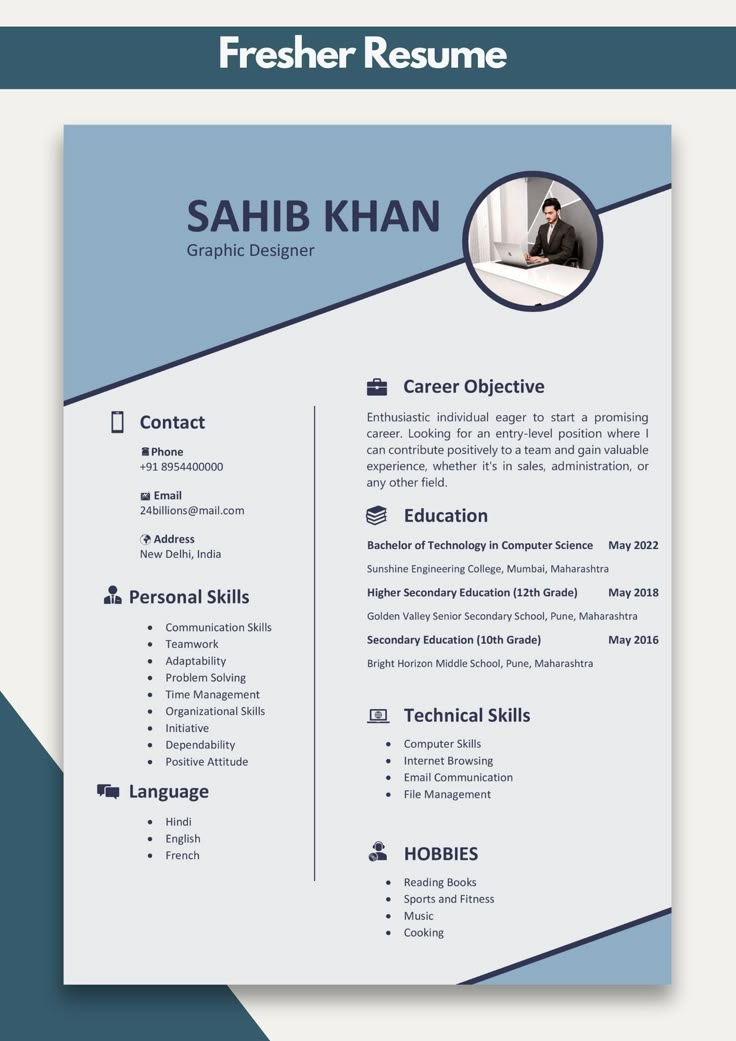 Fresher Resume
SAHIB KHAN
Graphic Designer
Contact
Phone
+91 8954400000
Email
24billions@mail.com
Address
New Delhi, India
Personal Skills
• Communication Skills
• Teamwork
• Adaptability
• Problem Solving
• Time Management
• Organizational Skills
• Initiative
• Dependability
• Positive Attitude
Language
• Hindi
• English
• French
Career Objective
Enthusiastic individual eager to start a promising
career. Looking for an entry-level position where I
can contribute positively to a team and gain valuable
experience, whether it's in sales, administration, or
any other field.
Education
Bachelor of Technology in Computer Science May 2022
Sunshine Engineering College, Mumbai, Maharashtra
Higher Secondary Education (12th Grade) May 2018
Golden Valley Senior Secondary School, Pune, Maharashtra
Secondary Education (10th Grade) May 2016
Bright Horizon Middle School, Pune, Maharashtra
Technical Skills
• Computer Skills
• Internet Browsing
• Email Communication
• File Management
HOBBIES
• Reading Books
• Sports and Fitness
• Music
• Cooking